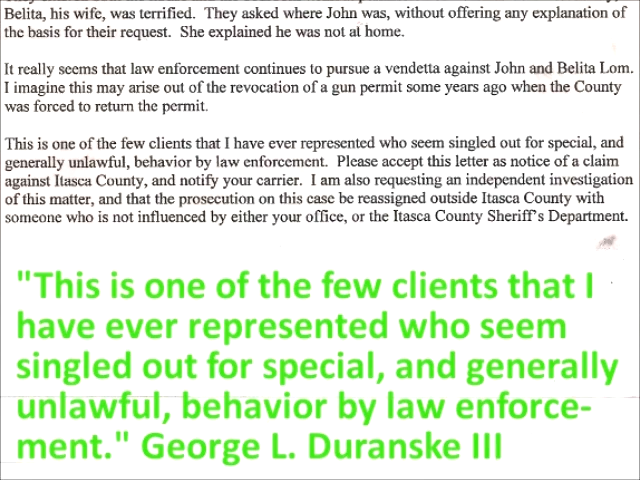 Belita, his wife, was terrified.  They asked where John was, without offering any explanation of
the basis for their request.  She explained he was not at home.
It really seems that law enforcement continues to pursue a vendetta against John and Belita Lom.
I imagine this may arise out of the revocation of a gun permit some years ago when the County
was forced to return the permit.
This is one of the few clients that I have ever represented who seem singled out for special, and
generally unlawful, behavior by law enforcement.  Please accept this letter as notice of a claim
against Itasca County, and notify your carrier.  I am also requesting an independent investigation
of this matter, and that the prosecution on this case be reassigned outside Itasca County with
someone who is not influenced by either your office, or the Itasca County Sheriff's Department.
"This is one of the few clients that I
have ever represented who seem
singled out for special, and generally
unlawful, behavior by law enforce-
ment." George L. Duranske III